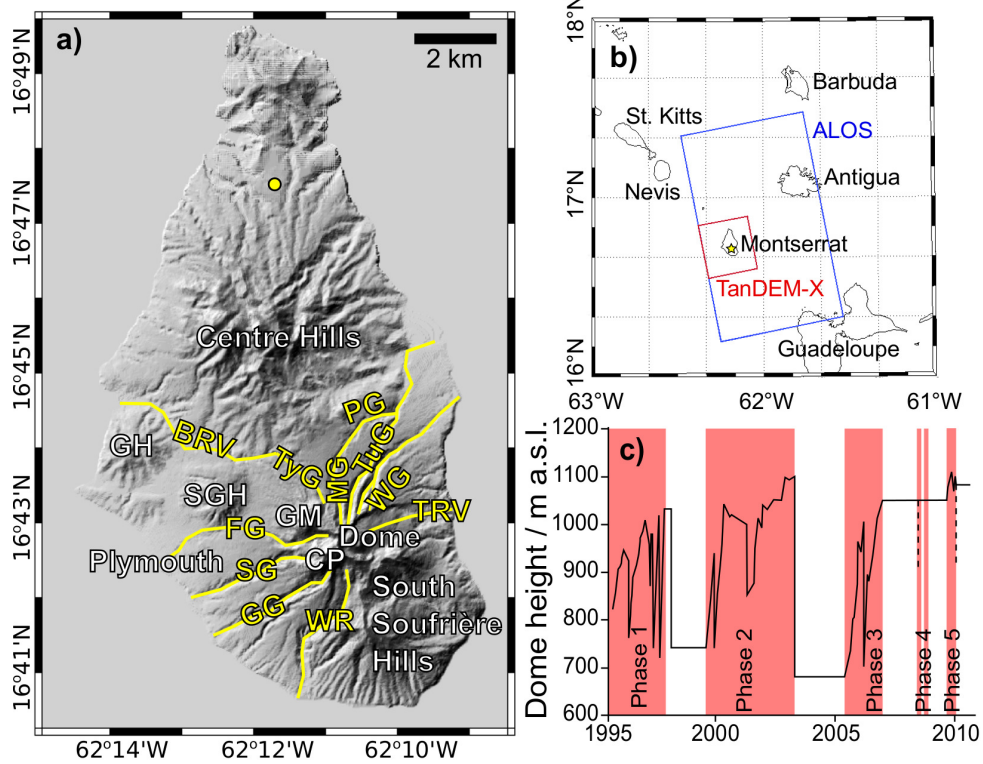 a)
2 km
16°49'N
16°47'N
16°45'N
16°43'N
16°41'N
62°14'W
62°12'W
62°10'W
Centre Hills
GH
BRV
TyG
MG
PG
TuG
WG
TRV
SGH
GM
FG
Dome
Plymouth
CP
SG
GG
WR
South
Soufrière
Hills
b)
18°N
17°N
16°N
63°W
62°W
61°W
Barbuda
St. Kitts
ALOS
Nevis
Antigua
Montserrat
TanDEM-X
Guadeloupe
c)
Dome height / m a.s.l.
1200
1100
1000
900
800
700
600
1995
2000
2005
2010
Phase 1
Phase 2
Phase 3
Phase 4
Phase 5